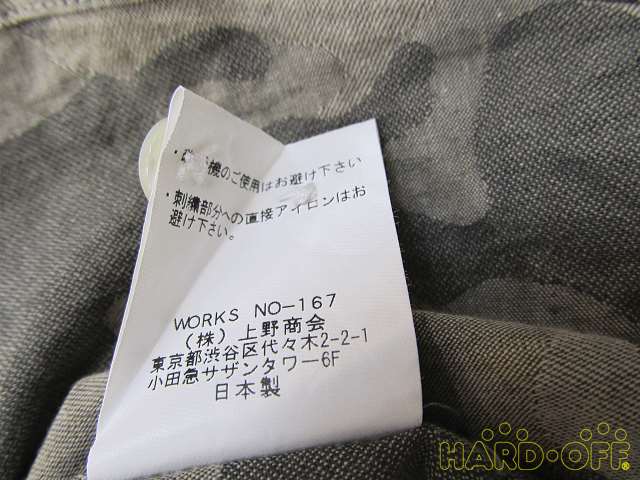 機のご使用はお避け下さい
・刺繍部分への直接アイロンはお
避け下さい。
WORKS NO-167
(株)上野商会
東京都渋谷区代々木2-2-1
小田急サザンタワー6F
日本製
HARD・OFF